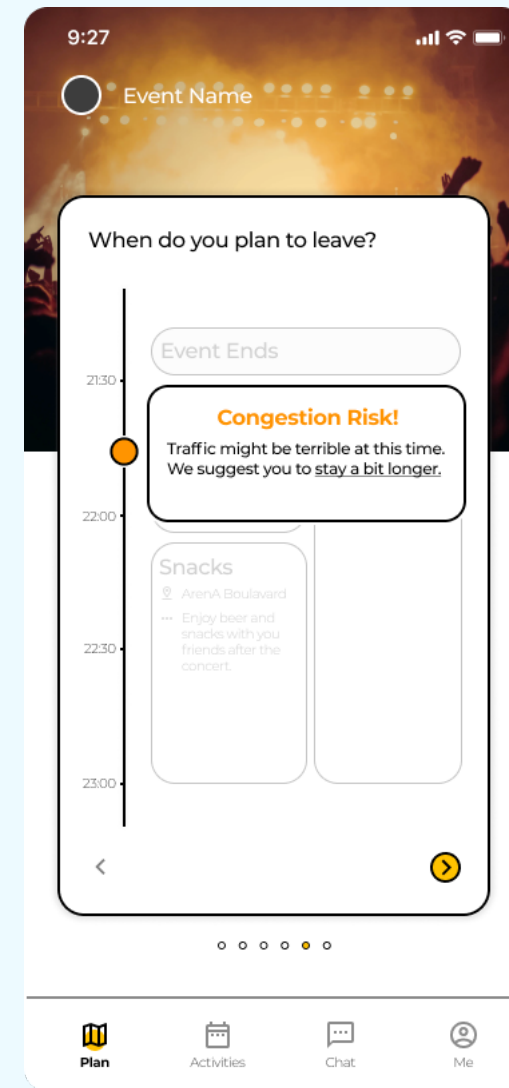 9:27
Event Name
When do you plan to leave?
Event Ends
21:30
Congestion Risk!
Traffic might be terrible at this time.
We suggest you to stay a bit longer.
22:00
Snacks
ArenA Boulavard
Enjoy beer and
snacks with you
friends after the
concert.
22:30
23:00
Plan
Activities
Chat
Me